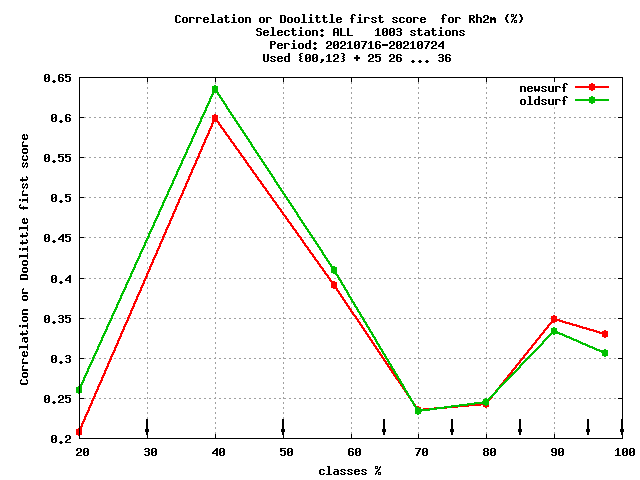 Correlation or Doolittle first score  for Rh2m (%)
Selection: ALL   1003 stations
Period: 20210716-20210724
Used {00,12} + 25 26 ... 36
newsurf
oldsurf
Correlation or Doolittle first score
0.65
0.6
0.55
0.5
0.45
0.4
0.35
0.3
0.25
0.2
20 30 40 50 60 70 80 90 100
classes %